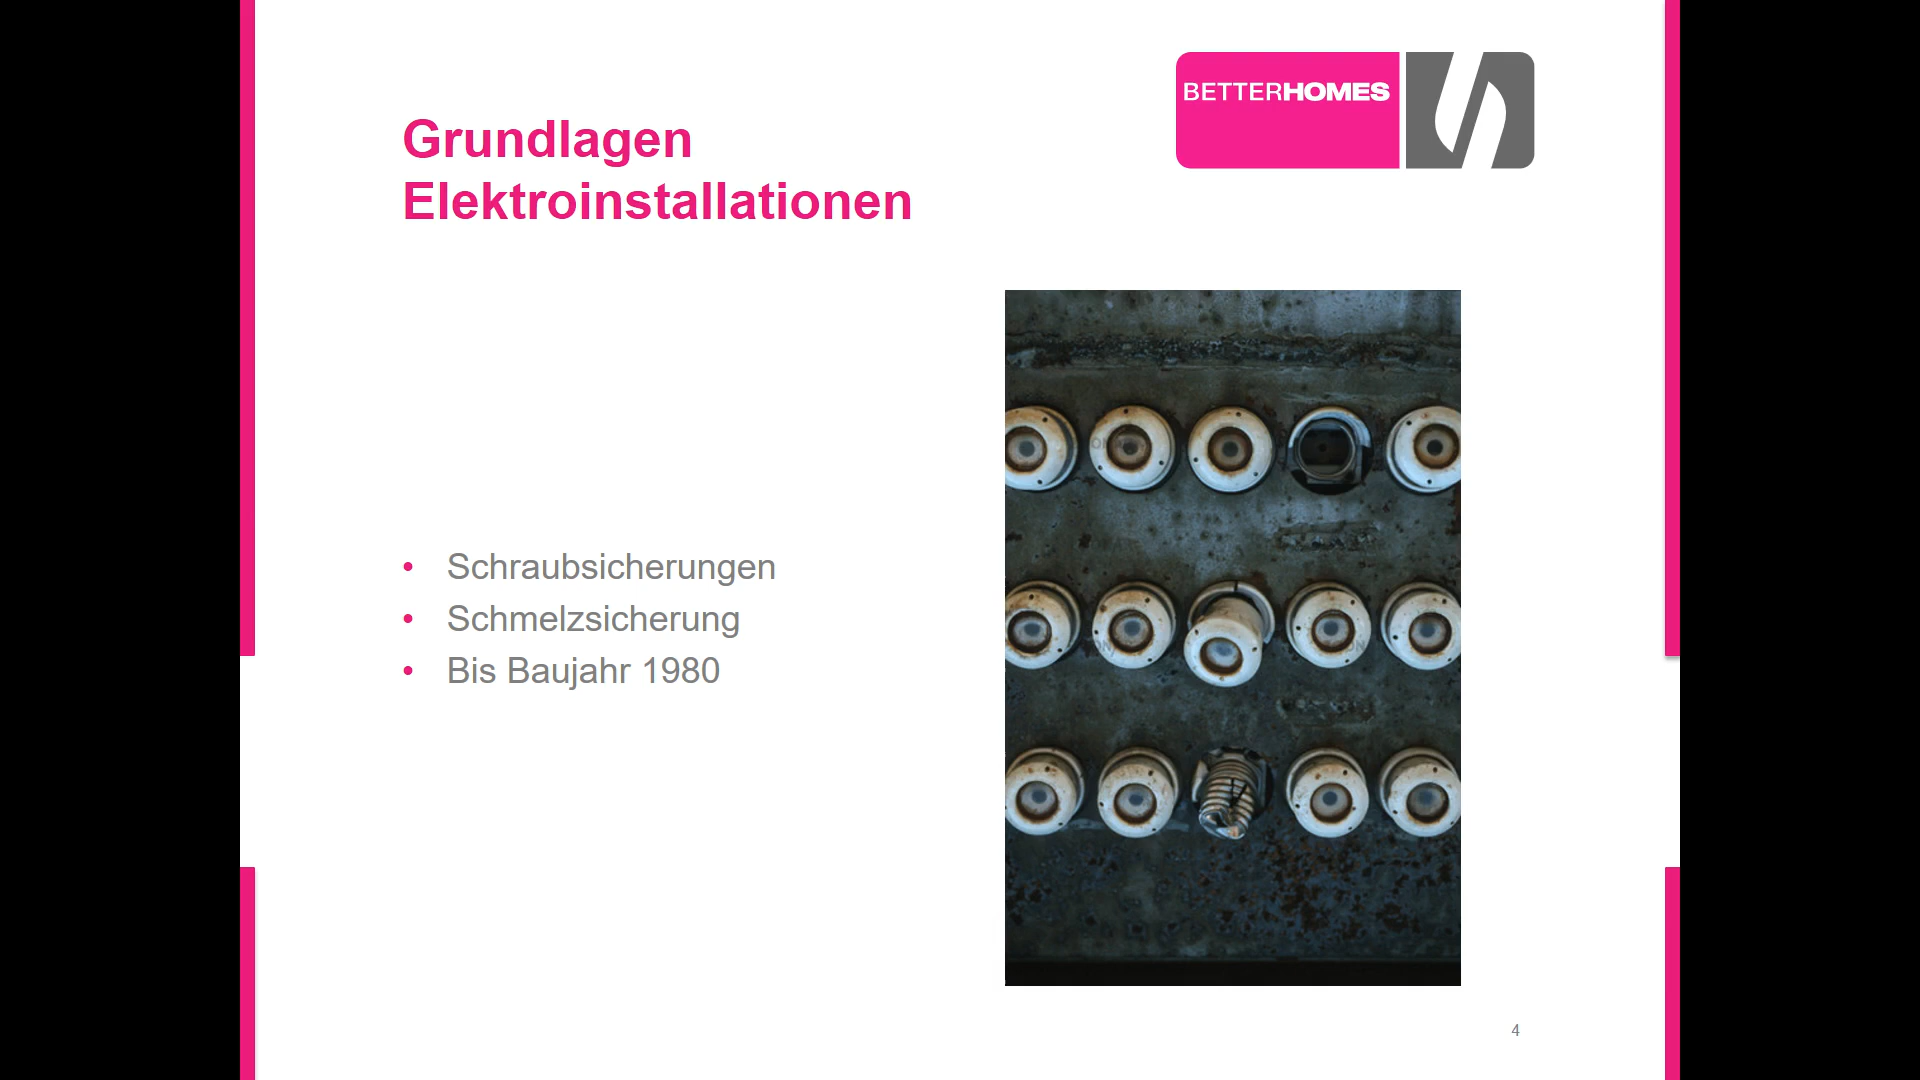 BETTERHOMES
Grundlagen
Elektroinstallationen
• Schraubsicherungen
• Schmelzsicherung
• Bis Baujahr 1980
4